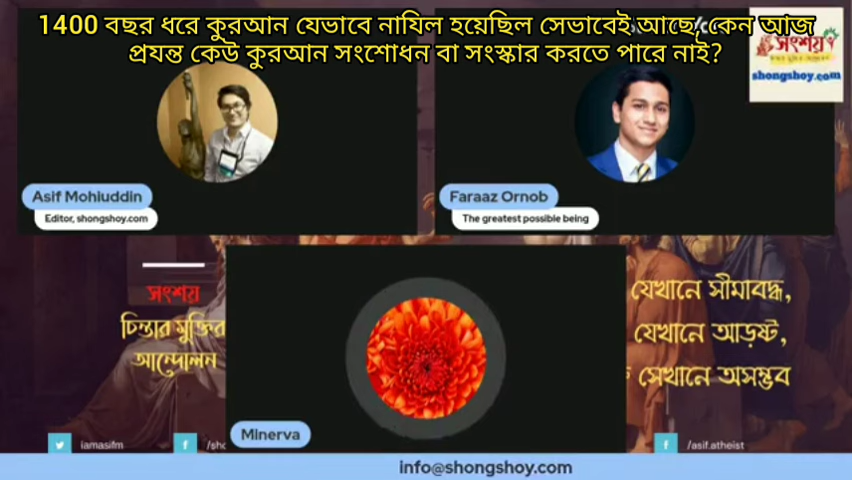 1400 বছর ধরে কুরআন যেভাবে নাযিল হয়েছিল সেভাবেই আছে, কেন আজ
প্রযন্ত কেউ কুরআন সংশোধন বা সংস্কার করতে পারে নাই?
সংশয়
shongshoy.com
Asif Mohiuddin
Editor, shongshoy.com
Faraaz Ornob
The greatest possible being
সংশয়
চিন্তার মুক্তির
আন্দোলন
যেখানে সীমাবদ্ধ,
যেখানে আড়ষ্ট,
সেখানে অসম্ভব
Minerva
iamasifm
/sho
/asif.atheist
info@shongshoy.com